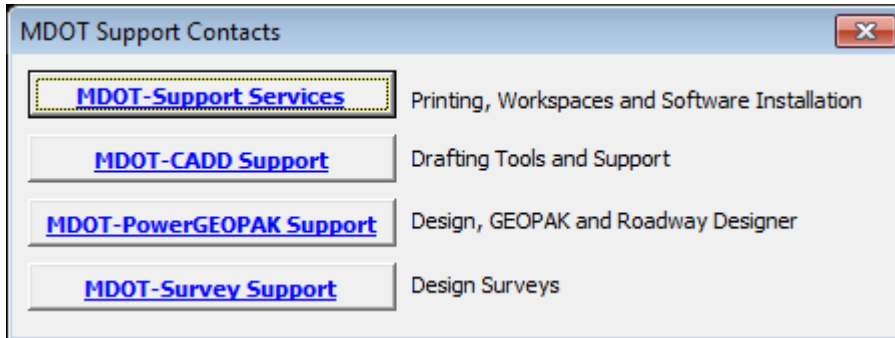 MDOT Support Contacts
MDOT-Support Services Printing, Workspaces and Software Installation
MDOT-CADD Support Drafting Tools and Support
MDOT-PowerGEOPAK Support Design, GEOPAK and Roadway Designer
MDOT-Survey Support Design Surveys